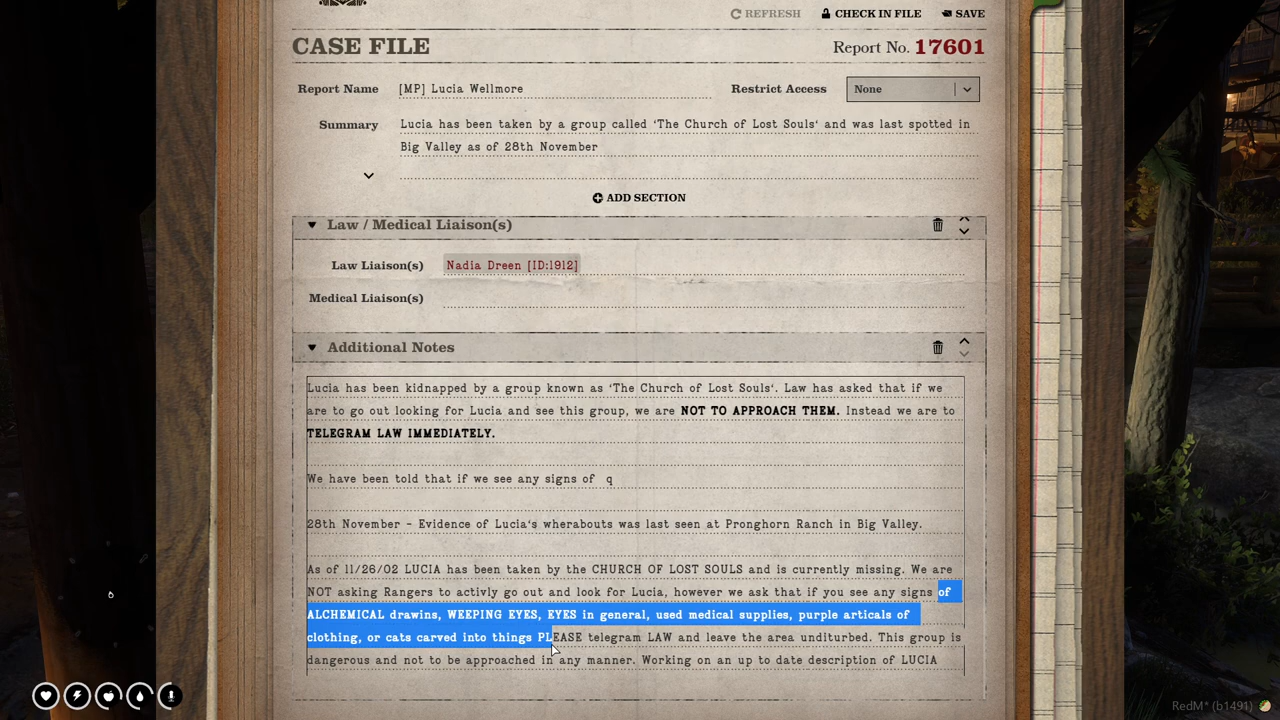 REFRESH CHECK IN FILE SAVE
CASE FILE Report No. 17601
Report Name [MP] Lucia Wellmore Restrict Access None
Summary Lucia has been taken by a group called 'The Church of Lost Souls' and was last spotted in
Big Valley as of 28th November
ADD SECTION
Law / Medical Liaison(s)
Law Liaison(s) Nadia Dreen [ID:1912]
Medical Liaison(s)
Additional Notes
Lucia has been kidnapped by a group known as 'The Church of Lost Souls'. Law has asked that if we
are to go out looking for Lucia and see this group, we are NOT TO APPROACH THEM. Instead we are to
TELEGRAM LAW IMMEDIATELY.
We have been told that if we see any signs of q
28th November - Evidence of Lucia's wherabouts was last seen at Pronghorn Ranch in Big Valley.
As of 11/26/02 LUCIA has been taken by the CHURCH OF LOST SOULS and is currently missing. We are
NOT asking Rangers to activly go out and look for Lucia, however we ask that if you see any signs of
ALCHEMICAL drawins, WEEPING EYES, EYES in general, used medical supplies, purple articals of
clothing, or cats carved into things PLEASE telegram LAW and leave the area unditurbed. This group is
dangerous and not to be approached in any manner. Working on an up to date description of LUCIA
RedM* (b1491)